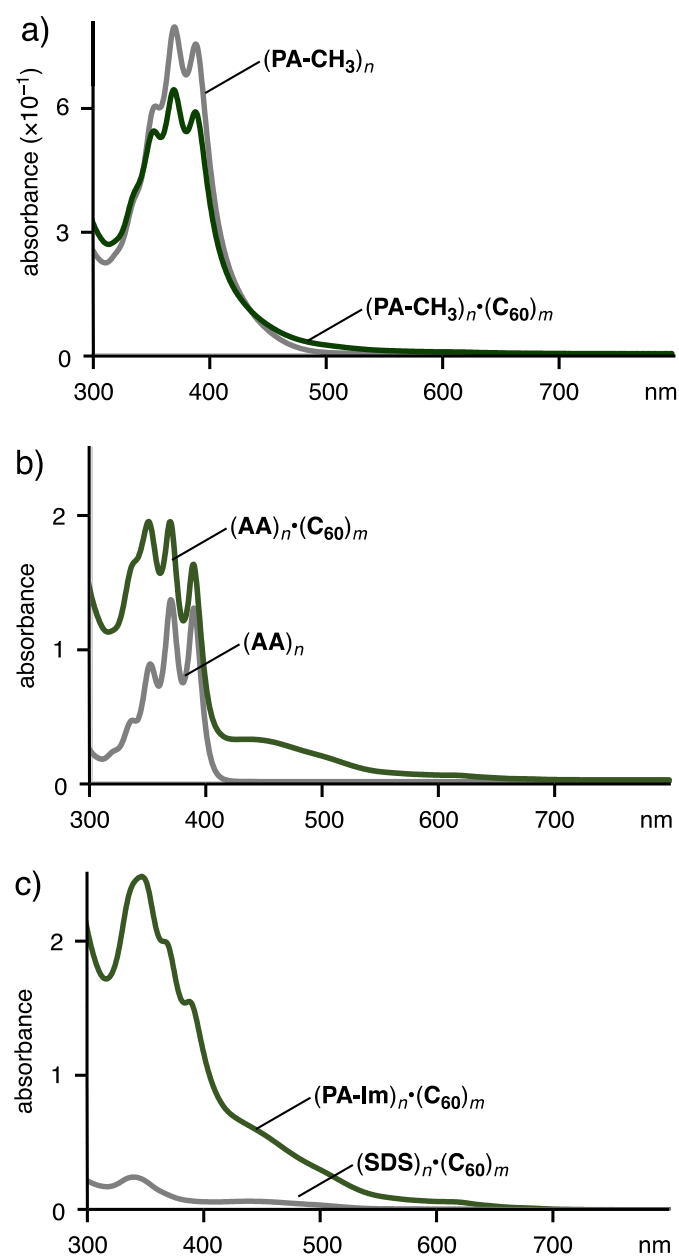 a)
absorbance (×10⁻¹)
6
3
0
(PA-CH₃)ₙ
(PA-CH₃)ₙ•(C₆₀)ₘ
300 400 500 600 700 nm
b)
absorbance
2
1
0
(AA)ₙ•(C₆₀)ₘ
(AA)ₙ
300 400 500 600 700 nm
c)
absorbance
2
1
0
(PA-Im)ₙ•(C₆₀)ₘ
(SDS)ₙ•(C₆₀)ₘ
300 400 500 600 700 nm